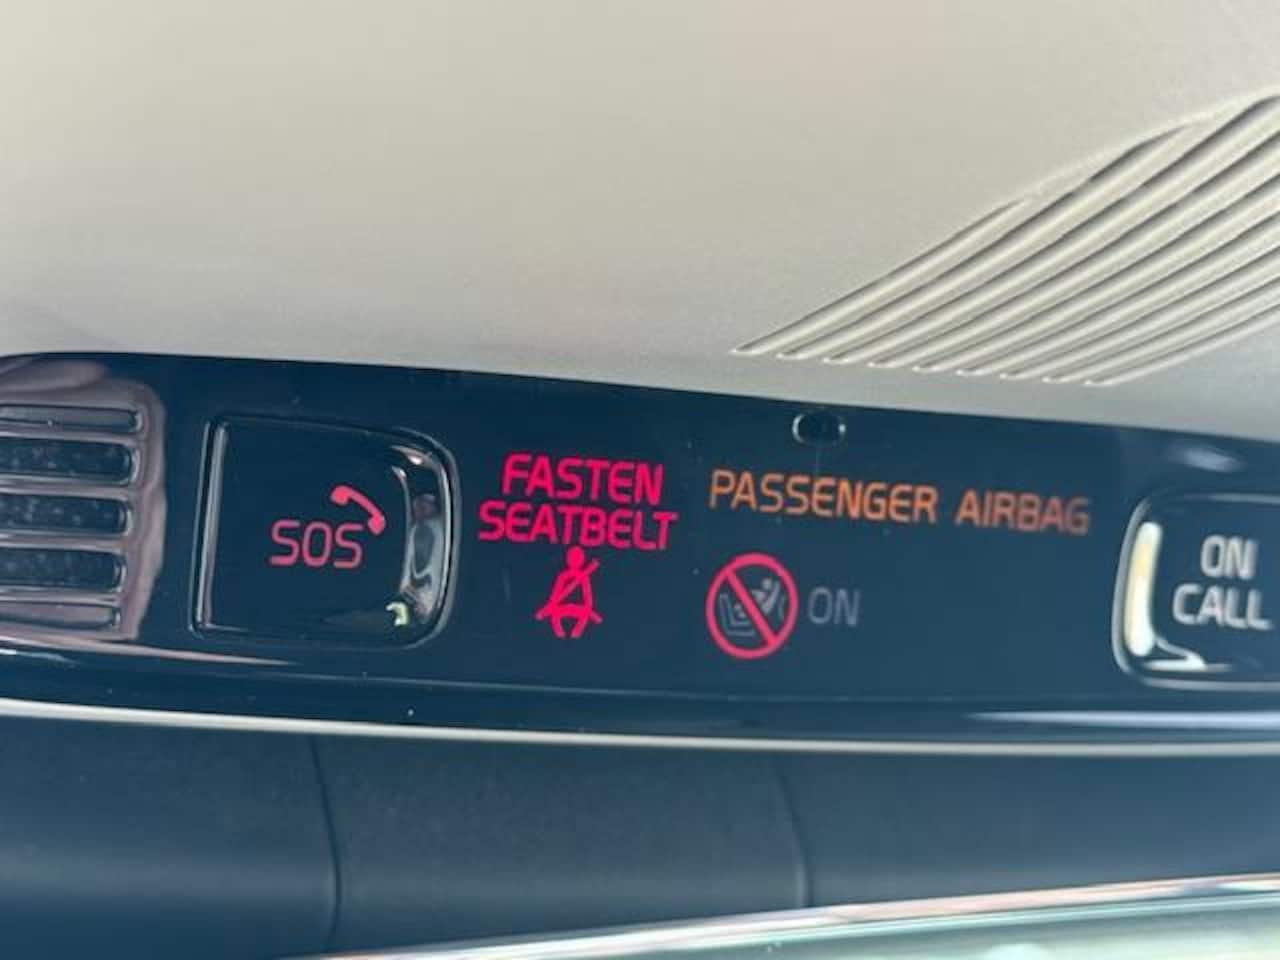 SOS
FASTEN
SEATBELT
PASSENGER AIRBAG
ON
ON
CALL